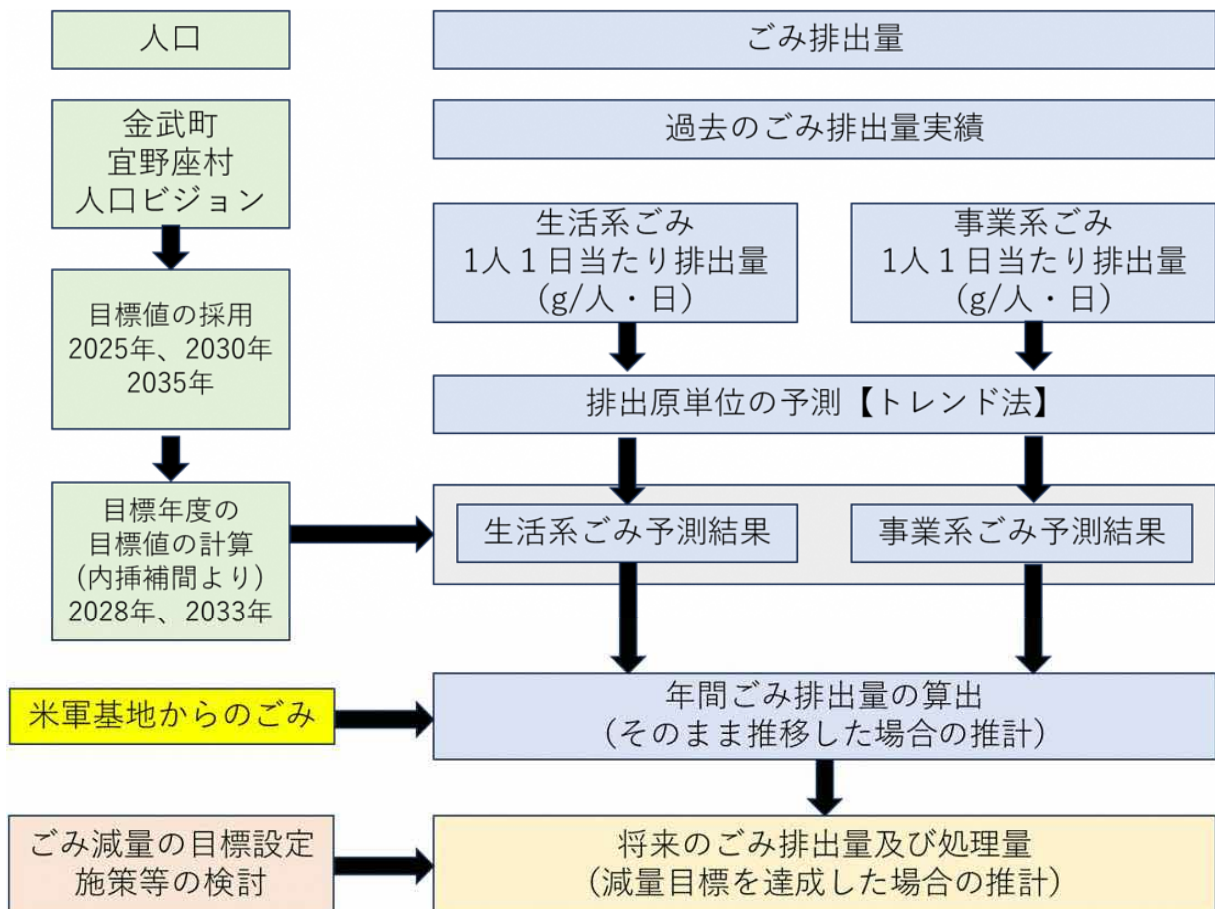 人口
ごみ排出量
金武町
宜野座村
人口ビジョン
過去のごみ排出量実績
生活系ごみ
1人１日当たり排出量
(g/人・日)
事業系ごみ
1人１日当たり排出量
(g/人・日)
目標値の採用
2025年、2030年
2035年
排出原単位の予測【トレンド法】
目標年度の
目標値の計算
(内挿補間より)
2028年、2033年
生活系ごみ予測結果
事業系ごみ予測結果
米軍基地からのごみ
年間ごみ排出量の算出
(そのまま推移した場合の推計)
ごみ減量の目標設定
施策等の検討
将来のごみ排出量及び処理量
(減量目標を達成した場合の推計)